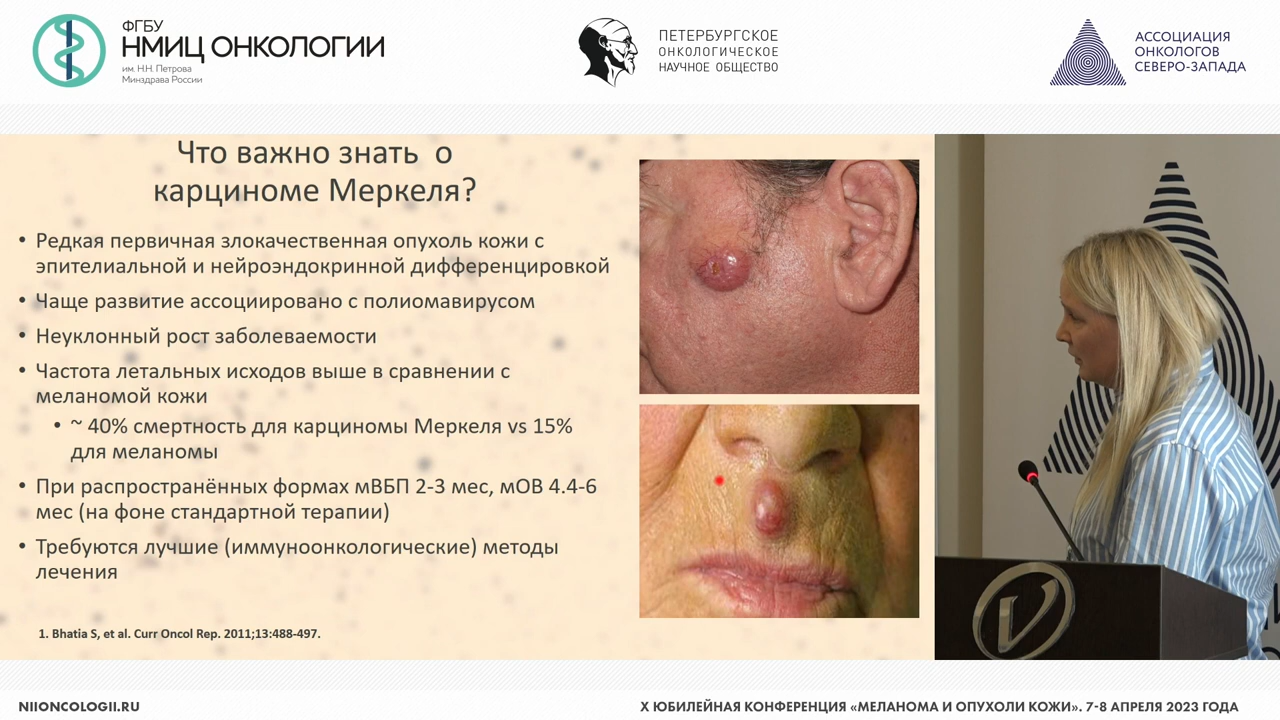 ФГБУ
НМИЦ ОНКОЛОГИИ
им. Н.Н. Петрова
Минздрава России
ПЕТЕРБУРГСКОЕ
ОНКОЛОГИЧЕСКОЕ
НАУЧНОЕ ОБЩЕСТВО
АССОЦИАЦИЯ
ОНКОЛОГОВ
СЕВЕРО-ЗАПАДА
Что важно знать о
карциноме Меркеля?
• Редкая первичная злокачественная опухоль кожи с
эпителиальной и нейроэндокринной дифференцировкой
• Чаще развитие ассоциировано с полиомавирусом
• Неуклонный рост заболеваемости
• Частота летальных исходов выше в сравнении с
меланомой кожи
• ~ 40% смертность для карциномы Меркеля vs 15%
для меланомы
• При распространённых формах мВБП 2-3 мес, мОВ 4.4-6
мес (на фоне стандартной терапии)
• Требуются лучшие (иммуноонкологические) методы
лечения
1. Bhatia S, et al. Curr Oncol Rep. 2011;13:488-497.
V
NIIONCOLOGII.RU
X ЮБИЛЕЙНАЯ КОНФЕРЕНЦИЯ «МЕЛАНОМА И ОПУХОЛИ КОЖИ». 7-8 АПРЕЛЯ 2023 ГОДА